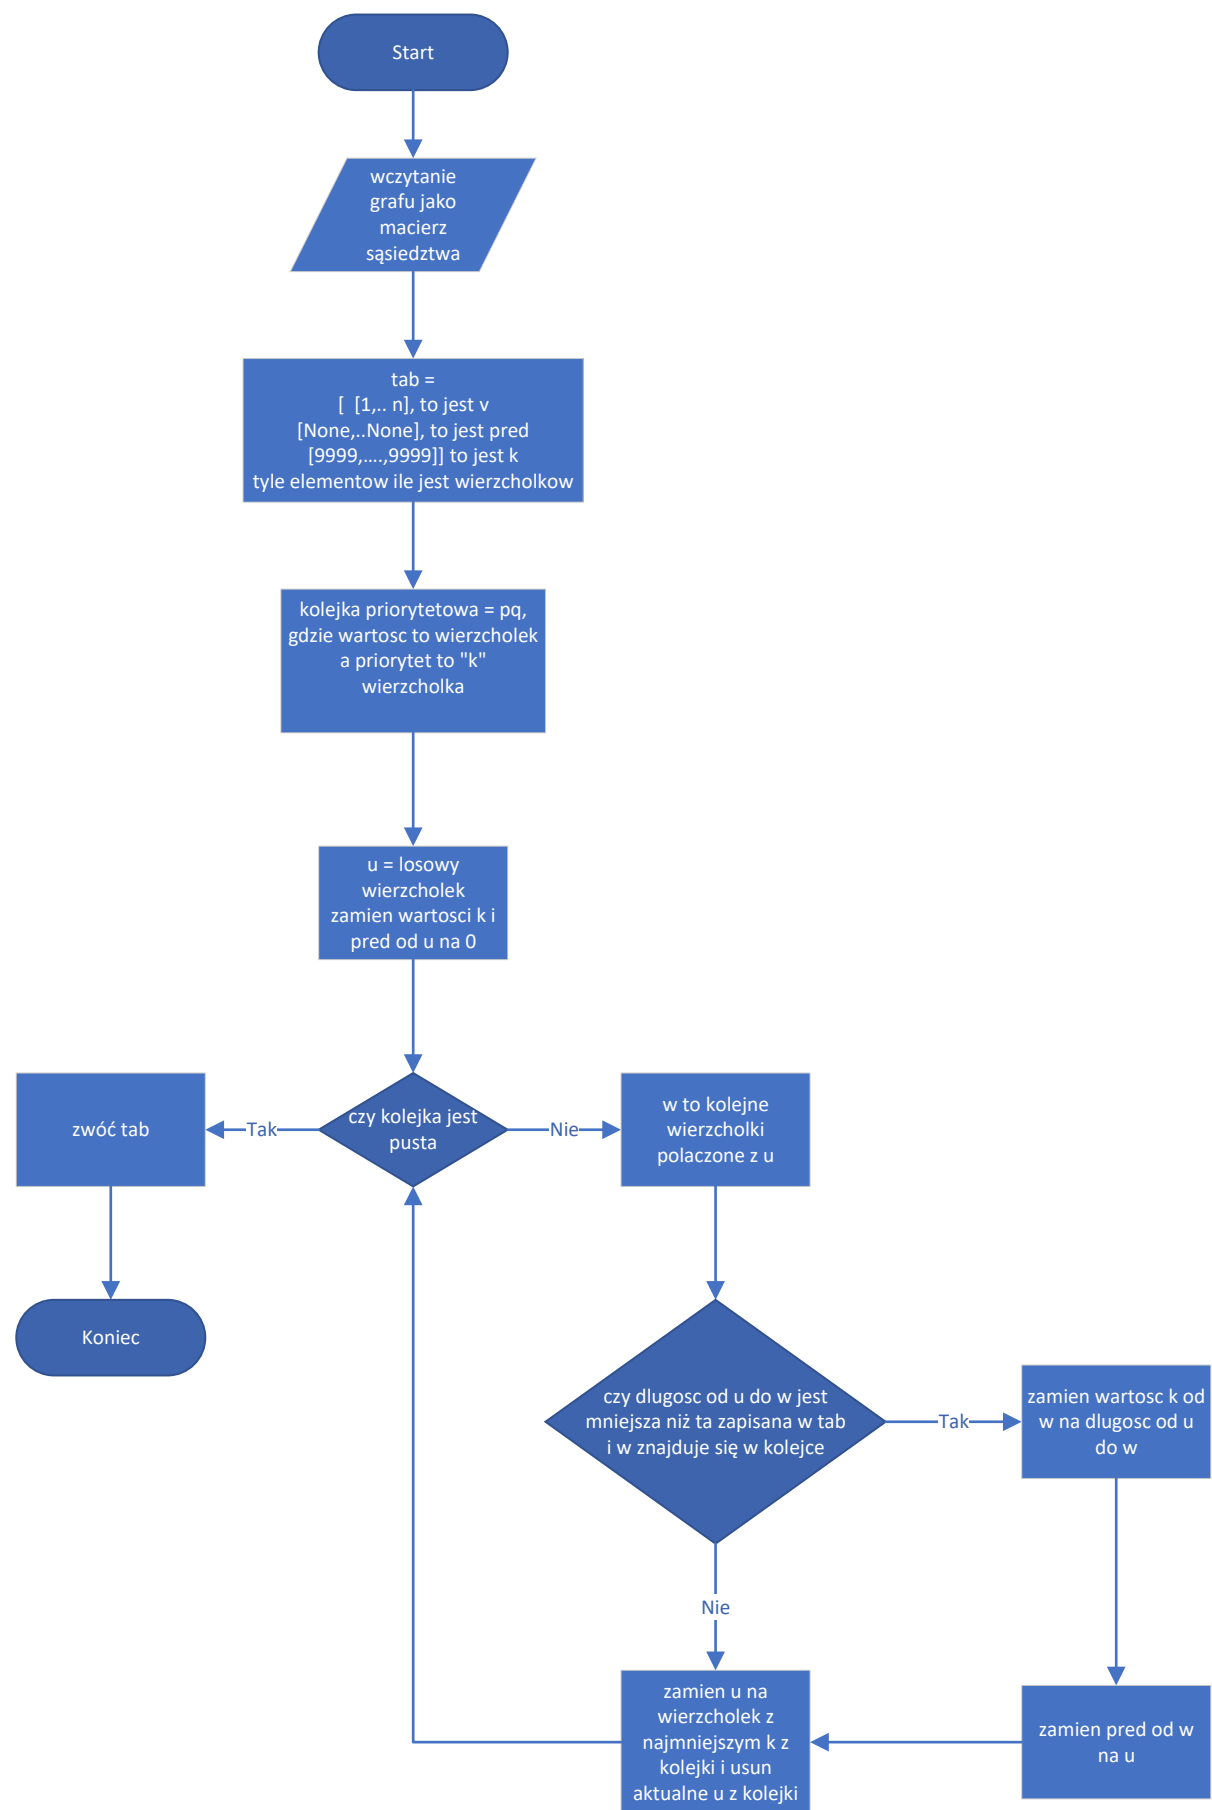 Start
wczytanie
grafu jako
macierz
sąsiedztwa
tab =
[  [1,.. n], to jest v
[None,..None], to jest pred
[9999,....,9999]] to jest k
tyle elementow ile jest wierzcholkow
kolejka priorytetowa = pq,
gdzie wartosc to wierzcholek
a priorytet to "k"
wierzcholka
u = losowy
wierzcholek
zamien wartosci k i
pred od u na 0
zwóć tab
Tak
czy kolejka jest
pusta
Nie
w to kolejne
wierzcholki
polaczone z u
Koniec
czy dlugosc od u do w jest
mniejsza niż ta zapisana w tab
i w znajduje się w kolejce
Tak
zamien wartosc k od
w na dlugosc od u
do w
Nie
zamien u na
wierzcholek z
najmniejszym k z
kolejki i usun
aktualne u z kolejki
zamien pred od w
na u